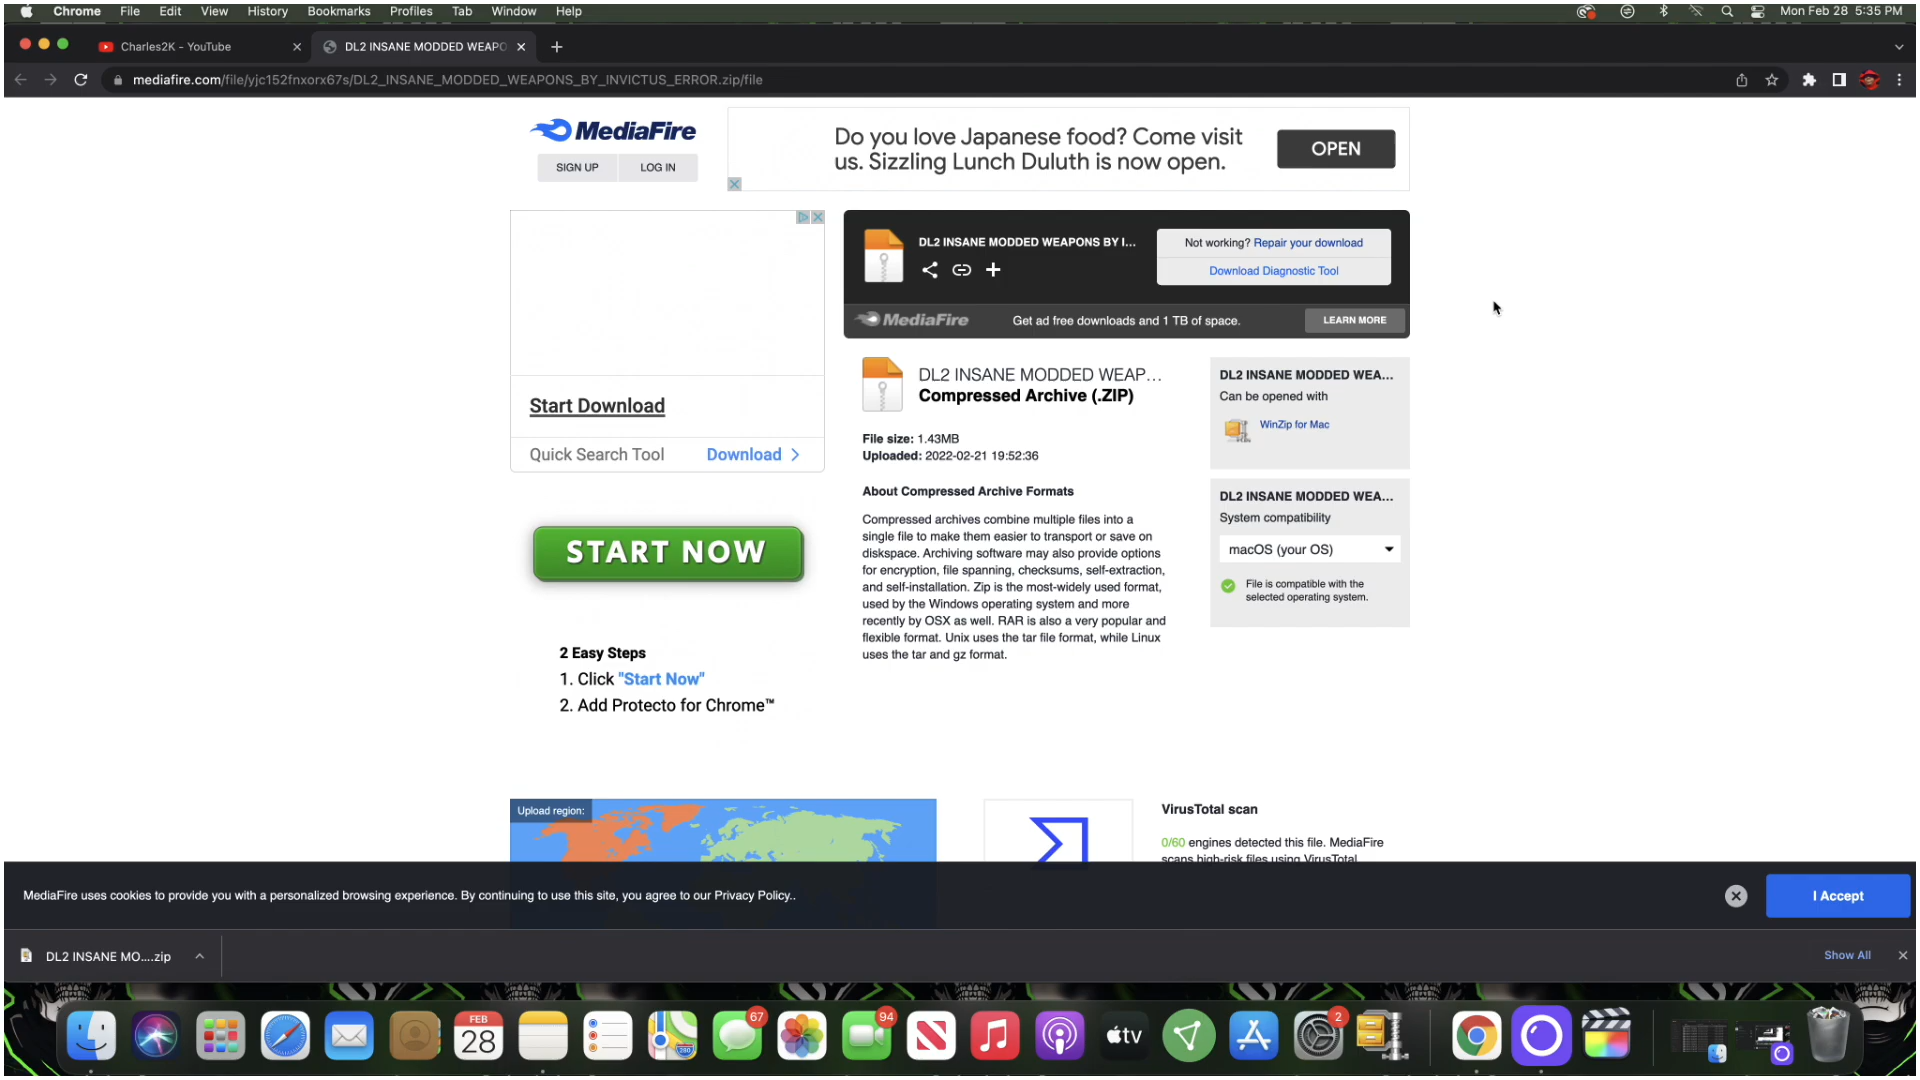 Chrome File Edit View History Bookmarks Profiles Tab Window Help Mon Feb 28 5:35 PM
Charles2K - YouTube
DL2 INSANE MODDED WEAPO
mediafire.com/file/yjc152fnxorx67s/DL2_INSANE_MODDED_WEAPONS_BY_INVICTUS_ERROR.zip/file
MediaFire
SIGN UP LOG IN
Do you love Japanese food? Come visit
us. Sizzling Lunch Duluth is now open.
OPEN
DL2 INSANE MODDED WEAPONS BY I...
Not working? Repair your download
Download Diagnostic Tool
MediaFire Get ad free downloads and 1 TB of space. LEARN MORE
Start Download
Quick Search Tool Download
START NOW
2 Easy Steps
1. Click "Start Now"
2. Add Protecto for Chrome™
DL2 INSANE MODDED WEAP...
Compressed Archive (.ZIP)
File size: 1.43MB
Uploaded: 2022-02-21 19:52:36
About Compressed Archive Formats
Compressed archives combine multiple files into a
single file to make them easier to transport or save on
diskspace. Archiving software may also provide options
for encryption, file spanning, checksums, self-extraction,
and self-installation. Zip is the most-widely used format,
used by the Windows operating system and more
recently by OSX as well. RAR is also a very popular and
flexible format. Unix uses the tar file format, while Linux
uses the tar and gz format.
DL2 INSANE MODDED WEA...
Can be opened with
WinZip for Mac
DL2 INSANE MODDED WEA...
System compatibility
macOS (your OS)
File is compatible with the
selected operating system.
Upload region:
VirusTotal scan
0/60 engines detected this file. MediaFire
scans high-risk files using VirusTotal
MediaFire uses cookies to provide you with a personalized browsing experience. By continuing to use this site, you agree to our Privacy Policy..
I Accept
DL2 INSANE MO....zip
Show All
FEB
28
67
94
tv
2